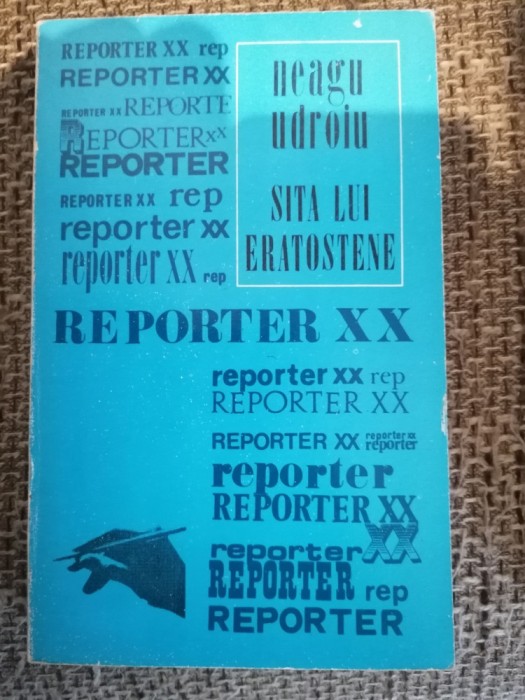 REPORTER XX rep
REPORTER XX
REPORTER XX REPORTE
REPORTER XX
REPORTER
REPORTER XX rep
reporter xx
reporter xx rep
neagu
udroiu
SITA LUI
ERATOSTENE
REPORTER XX
reporter xx rep
REPORTER XX
REPORTER XX reporter xx
reporter
reporter
REPORTER XX
reporter XX
REPORTER rep
REPORTER